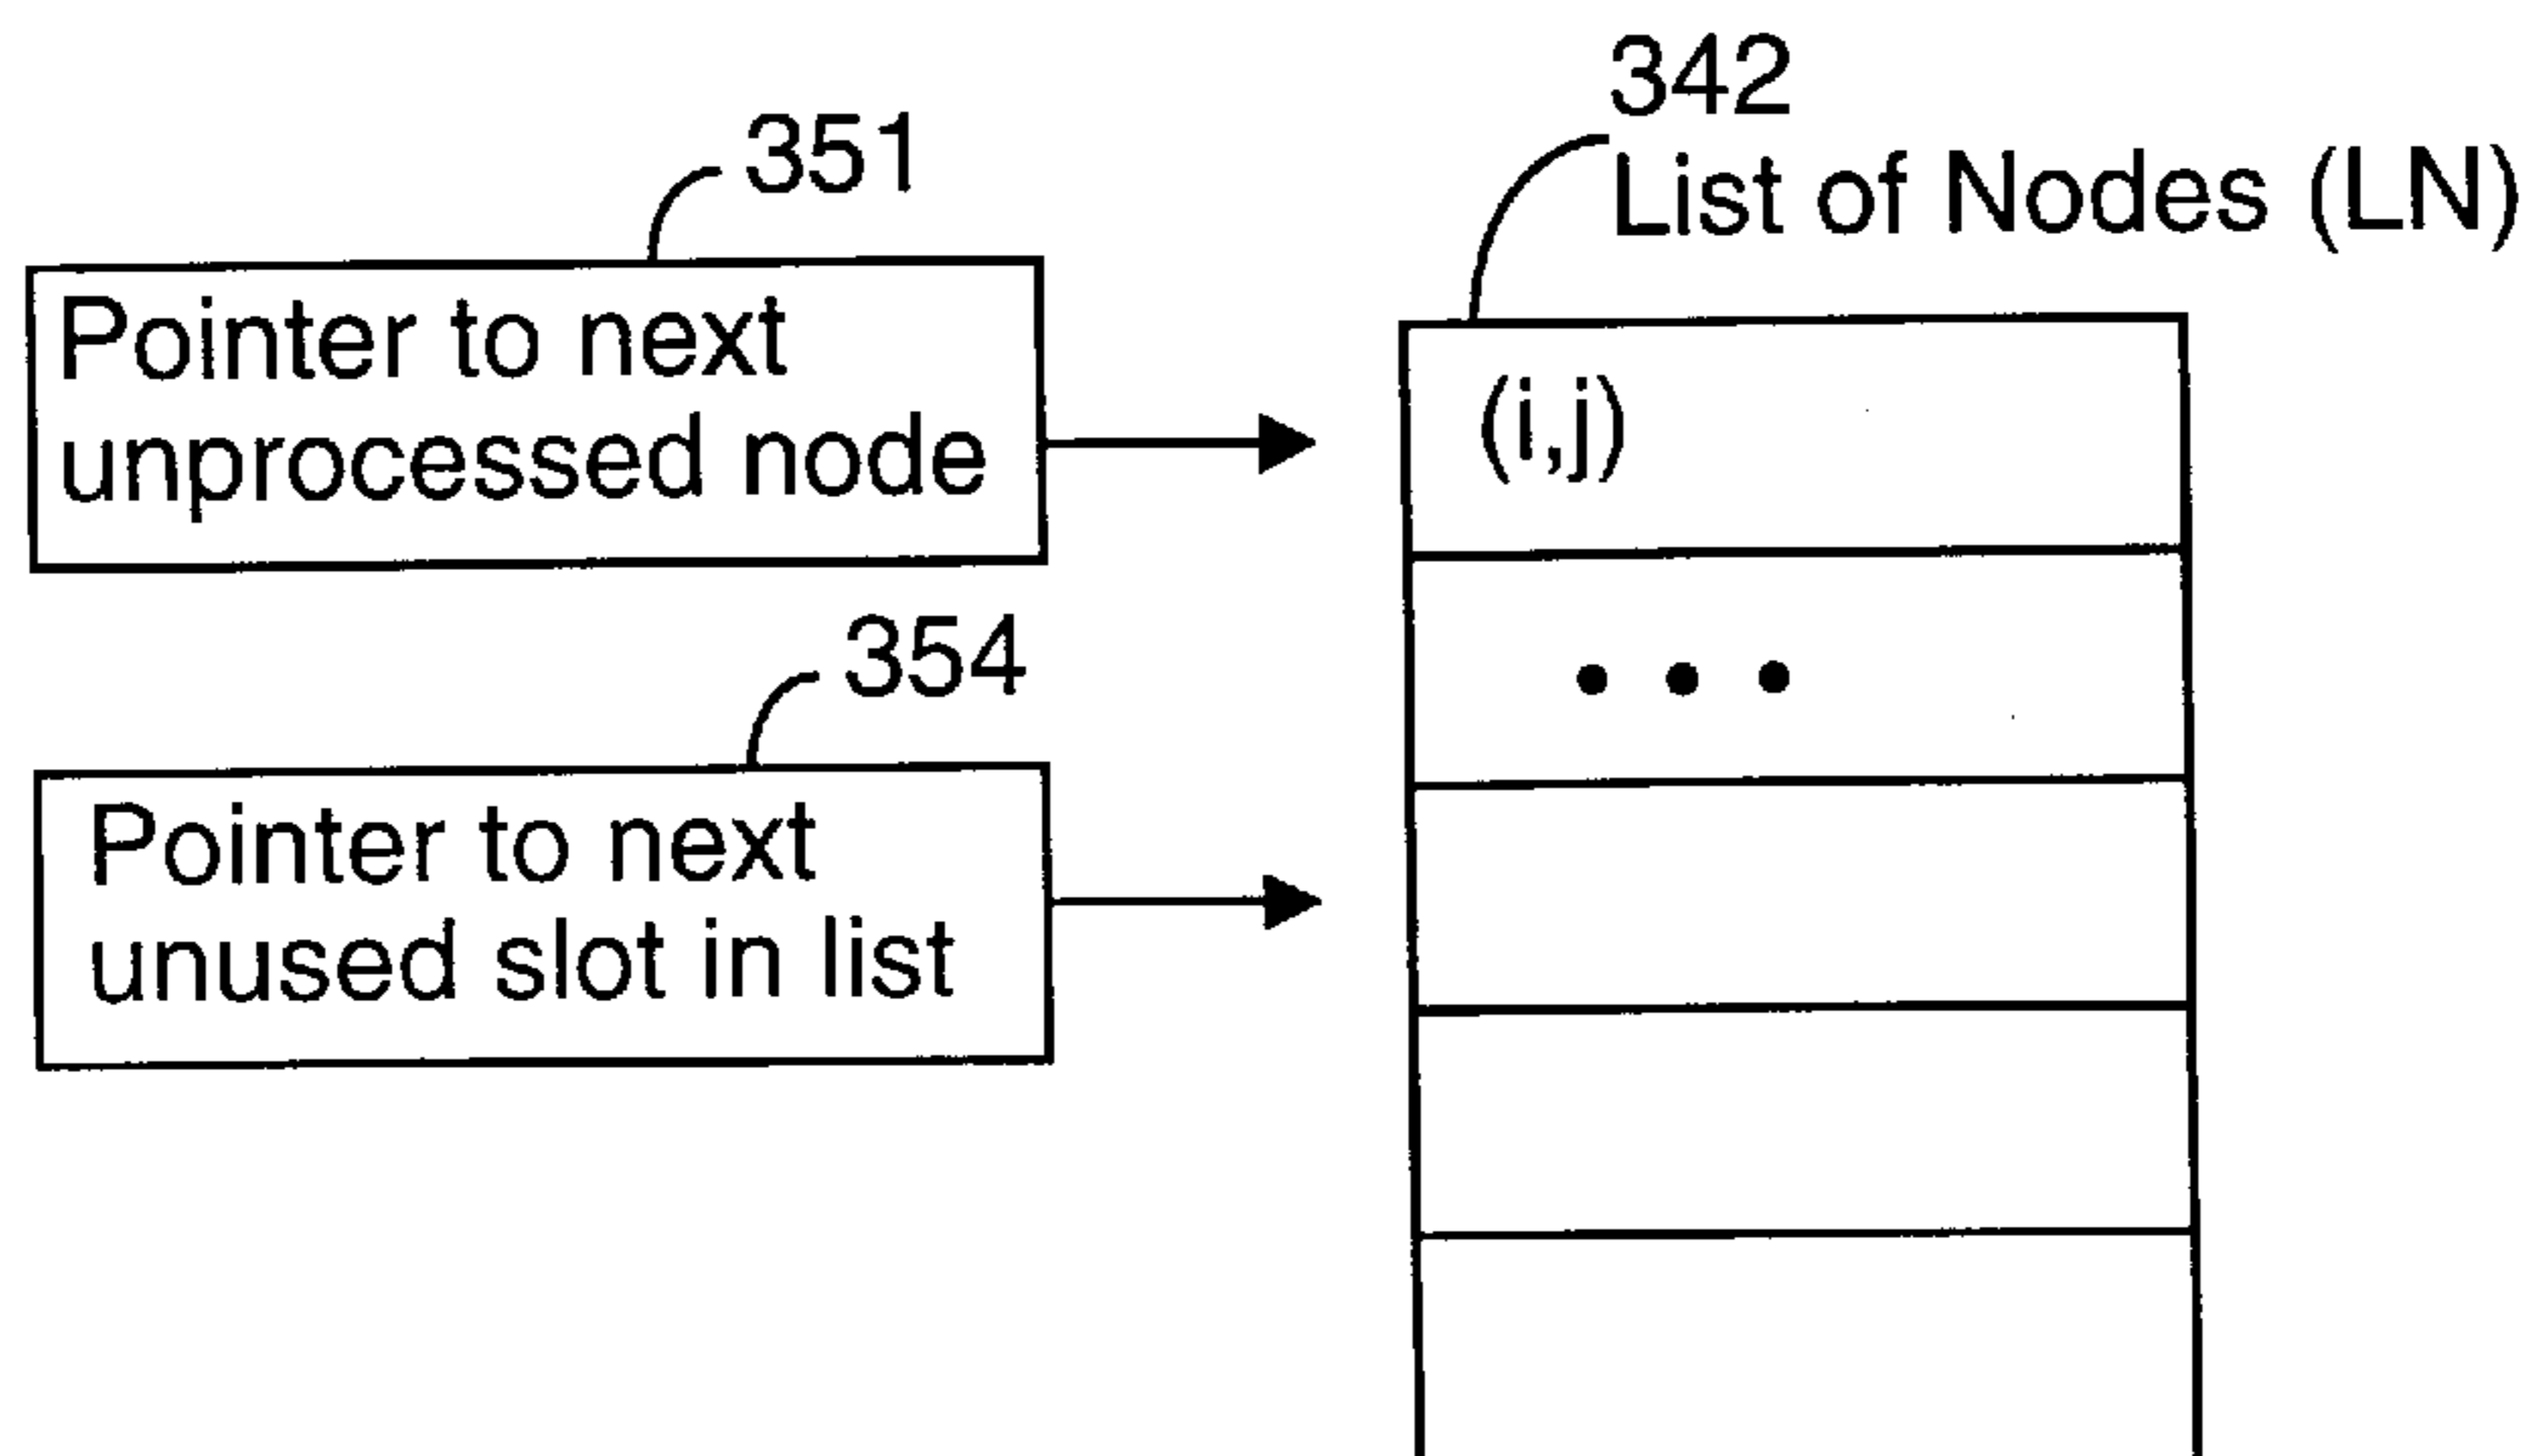 351
Pointer to next
unprocessed node
354
Pointer to next
unused slot in list
342
List of Nodes (LN)
(i,j)
• • •